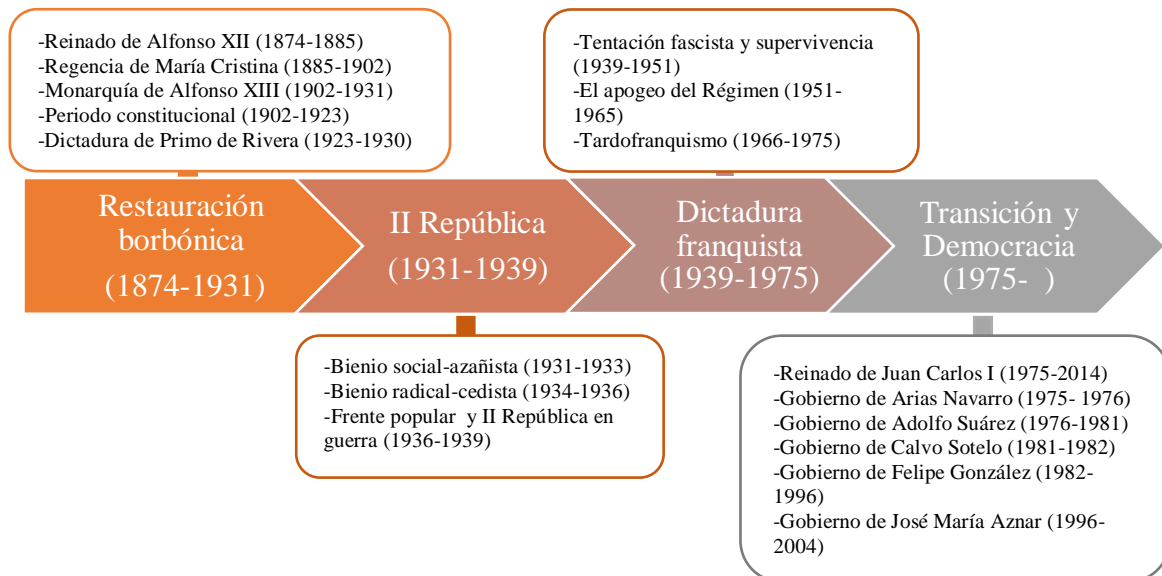 -Reinado de Alfonso XII (1874-1885)
-Regencia de María Cristina (1885-1902)
-Monarquía de Alfonso XIII (1902-1931)
-Periodo constitucional (1902-1923)
-Dictadura de Primo de Rivera (1923-1930)
-Tentación fascista y supervivencia
(1939-1951)
-El apogeo del Régimen (1951-
1965)
-Tardofranquismo (1966-1975)
Restauración
borbónica
(1874-1931)
II República
(1931-1939)
Dictadura
franquista
(1939-1975)
Transición y
Democracia
(1975- )
-Bienio social-azañista (1931-1933)
-Bienio radical-cedista (1934-1936)
-Frente popular y II República en
guerra (1936-1939)
-Reinado de Juan Carlos I (1975-2014)
-Gobierno de Arias Navarro (1975- 1976)
-Gobierno de Adolfo Suárez (1976-1981)
-Gobierno de Calvo Sotelo (1981-1982)
-Gobierno de Felipe González (1982-
1996)
-Gobierno de José María Aznar (1996-
2004)